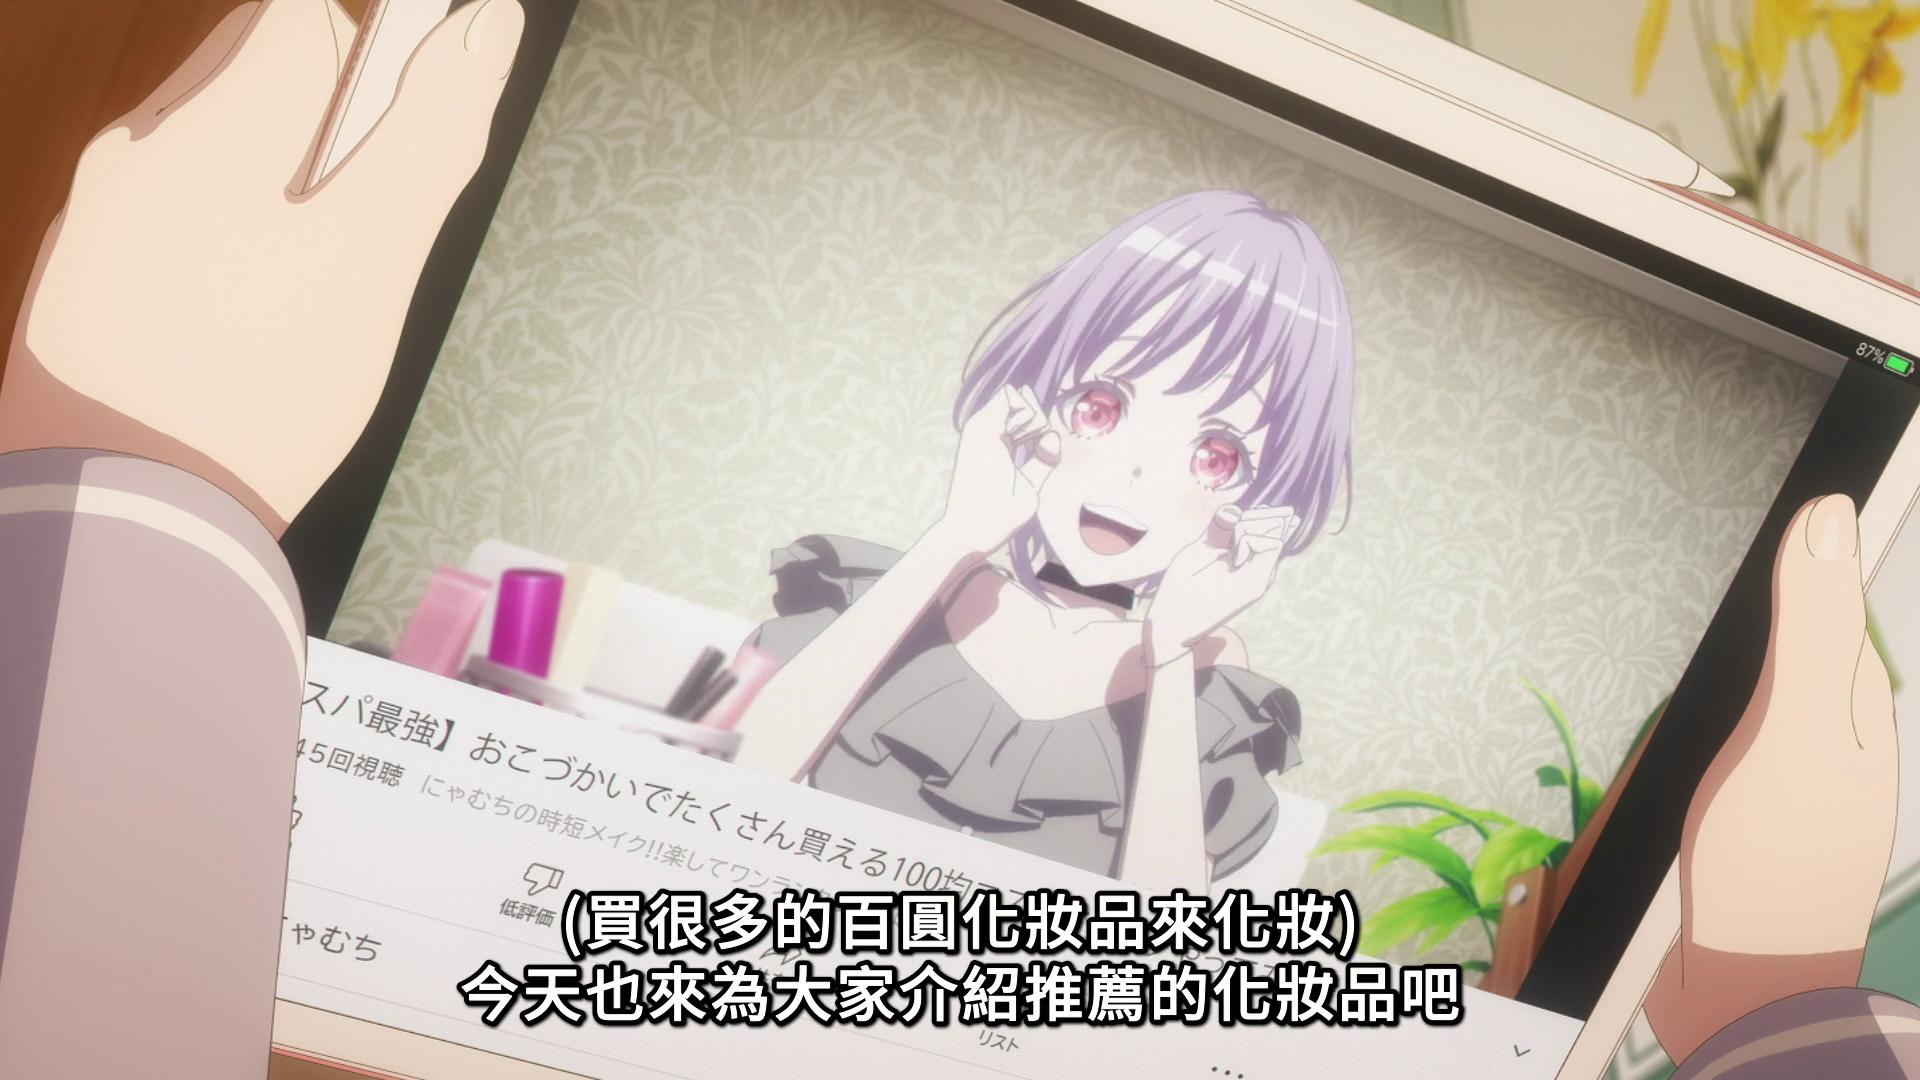 87%
スパ最強】おこづかいでたくさん買える100均コス
45回視聴 にゃむちの時短メイク!!楽してワンラン
低評価
ゃむち
(買很多的百圓化妝品來化妝)
今天也來為大家介紹推薦的化妝品吧
リスト
...